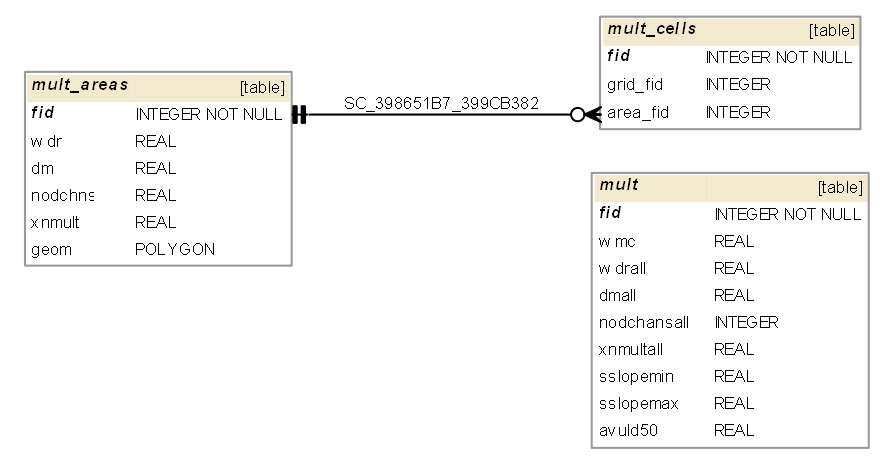 mult_areas [table]
fid INTEGER NOT NULL
wdr REAL
dm REAL
nodchns REAL
xnmult REAL
geom POLYGON
SC_398651B7_399CB382
mult_cells [table]
fid INTEGER NOT NULL
grid_fid INTEGER
area_fid INTEGER
mult [table]
fid INTEGER NOT NULL
wmc REAL
wdrall REAL
dmall REAL
nodchansall INTEGER
xnmultall REAL
sslopemin REAL
sslopemax REAL
avuld50 REAL